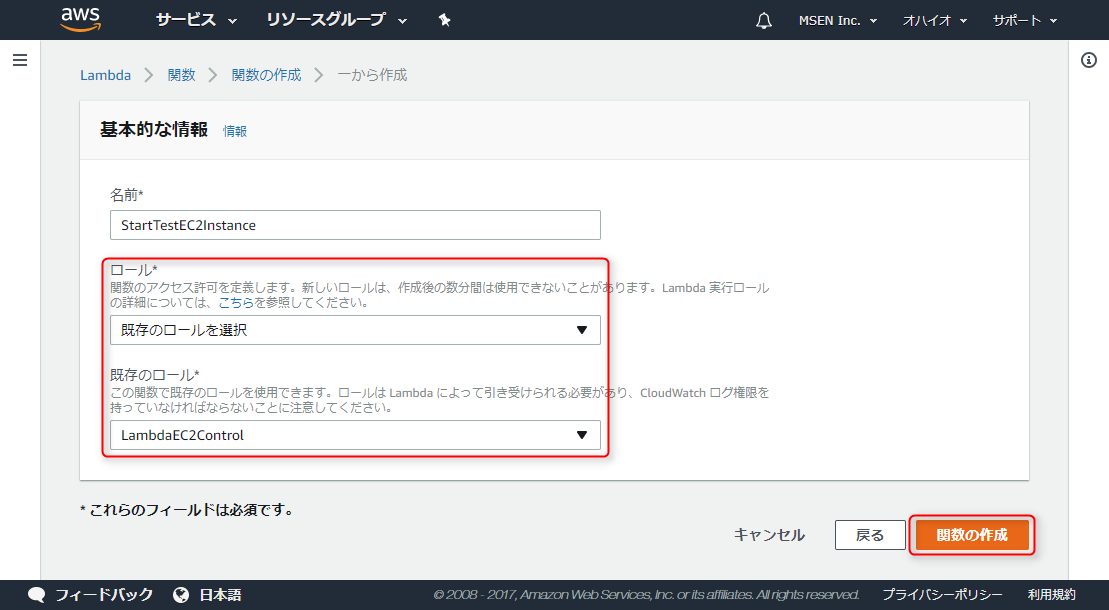 aws サービス リソースグループ MSEN Inc. オハイオ サポート
Lambda 関数 関数の作成 一から作成
基本的な情報 情報
名前*
StartTestEC2Instance
ロール*
関数のアクセス許可を定義します。新しいロールは、作成後の数分間は使用できないことがあります。Lambda 実行ロール
の詳細については、こちらを参照してください。
既存のロールを選択
既存のロール*
この関数で既存のロールを使用できます。ロールは Lambda によって引き受けられる必要があり、CloudWatch ログ権限を
持っていなければならないことに注意してください。
LambdaEC2Control
* これらのフィールドは必須です。
キャンセル 戻る 関数の作成
フィードバック 日本語 © 2008 - 2017, Amazon Web Services, Inc. or its affiliates. All rights reserved. プライバシーポリシー 利用規約